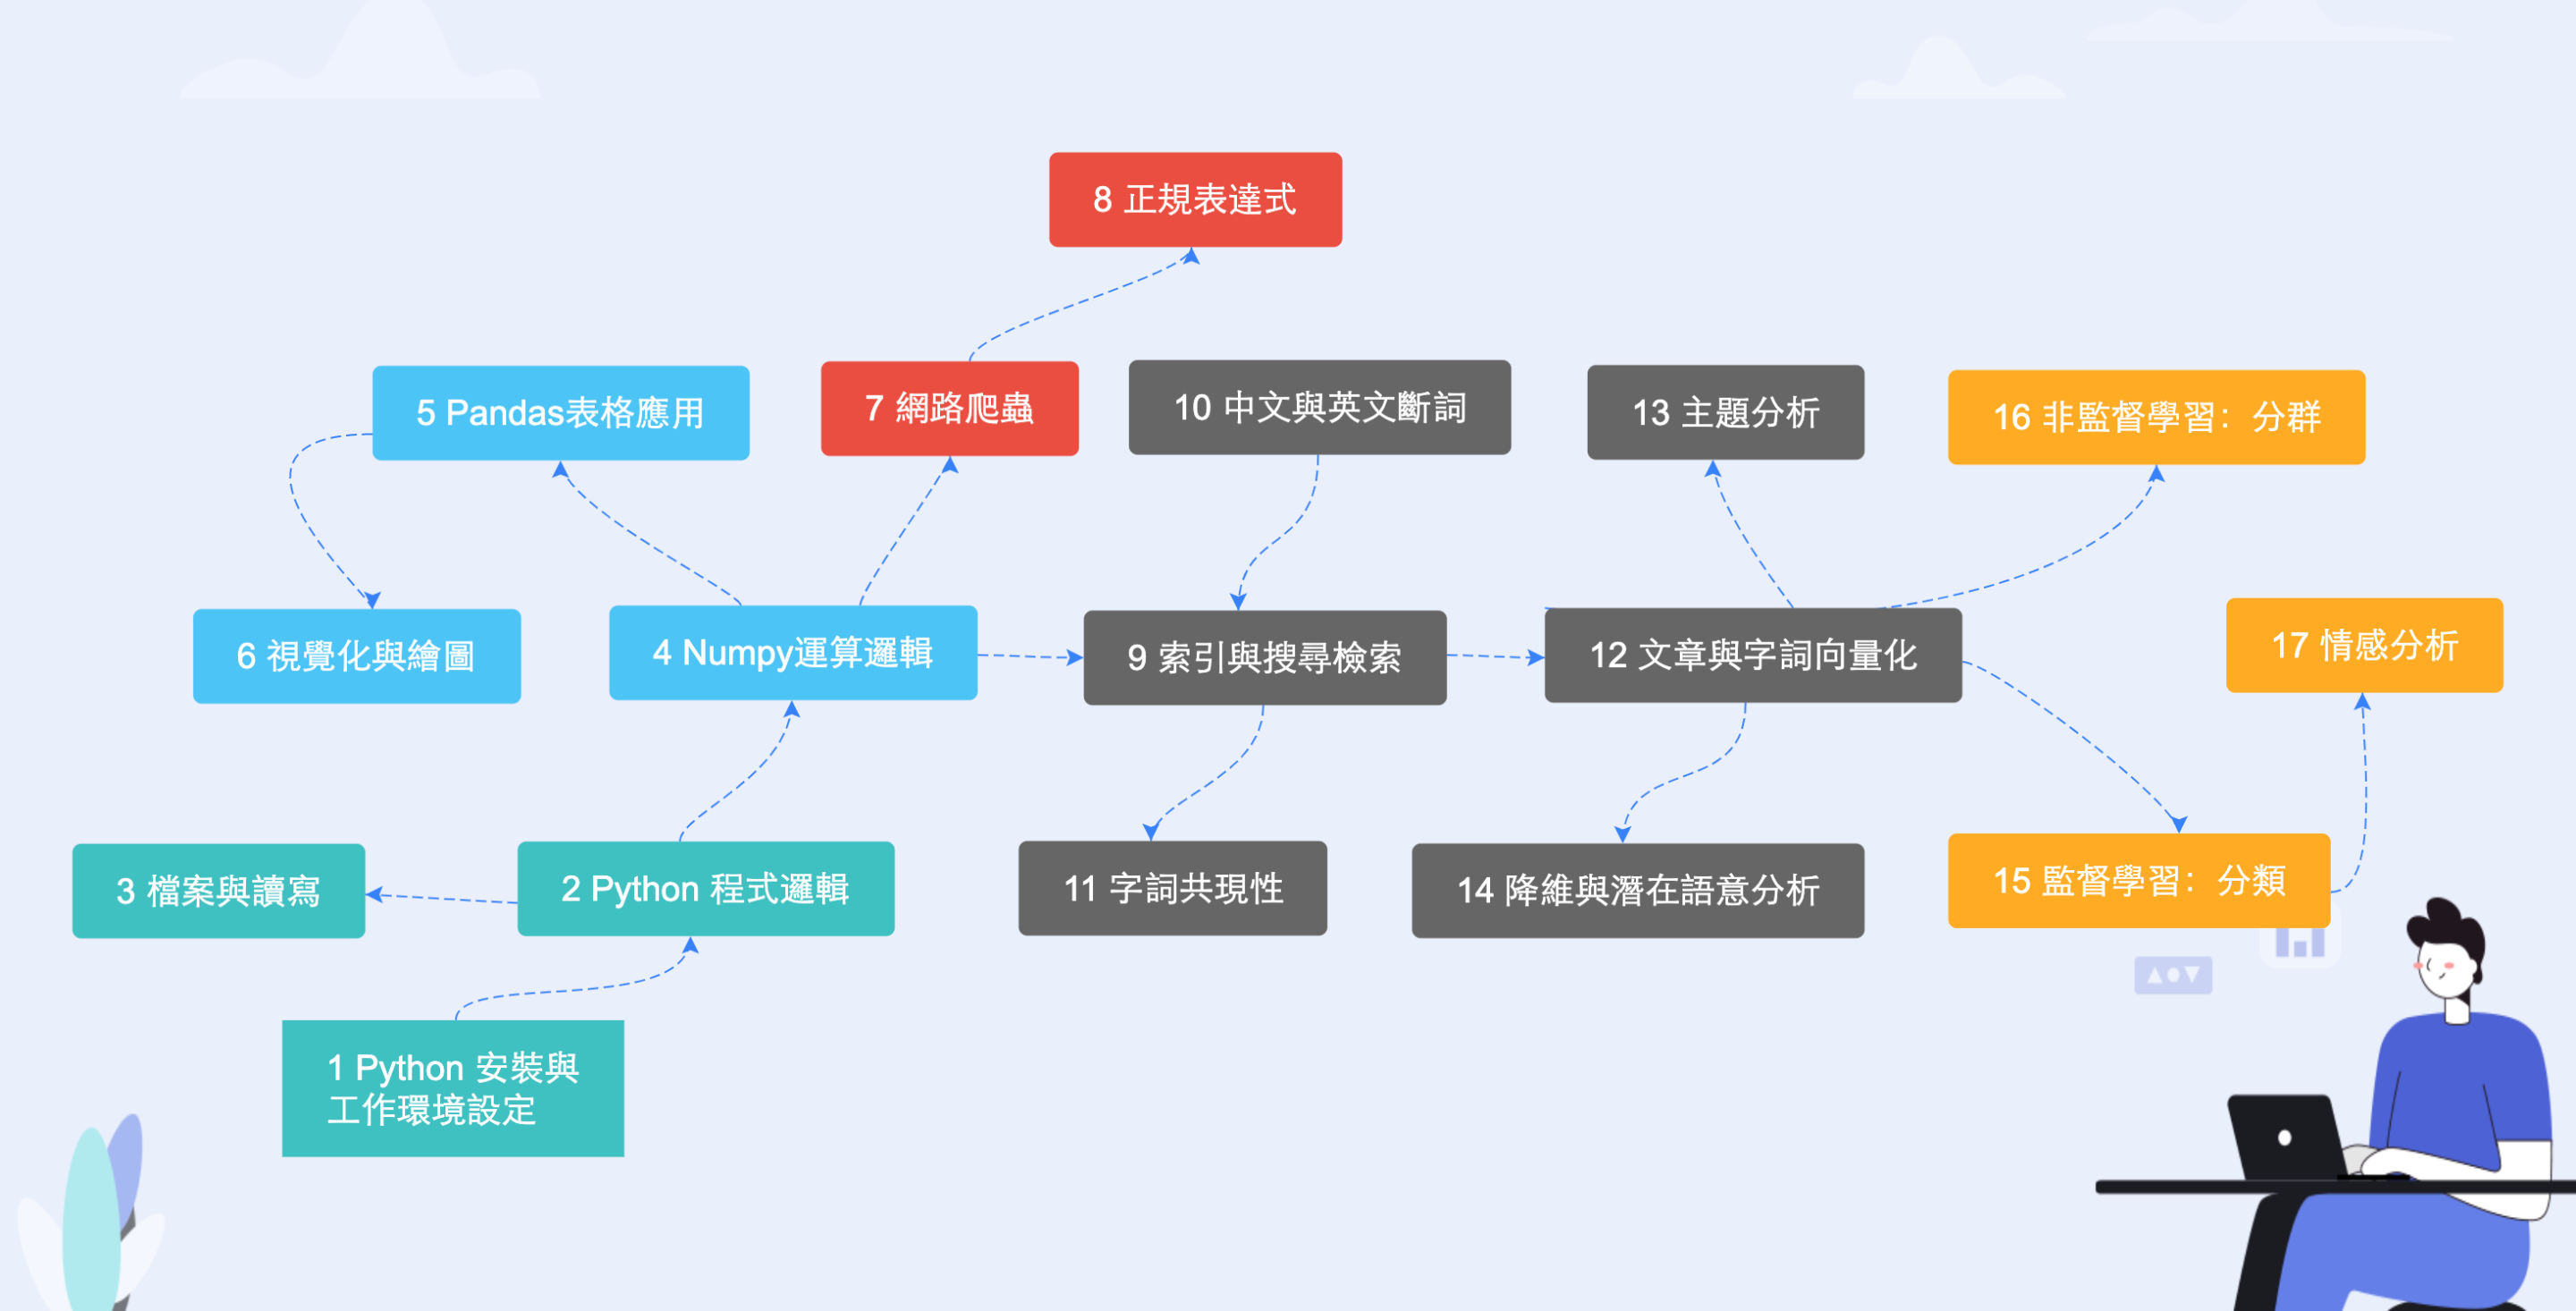 8 正規表達式
5 Pandas表格應用
7 網路爬蟲
10 中文與英文斷詞
13 主題分析
16 非監督學習：分群
6 視覺化與繪圖
4 Numpy運算邏輯
9 索引與搜尋檢索
12 文章與字詞向量化
17 情感分析
3 檔案與讀寫
2 Python 程式邏輯
11 字詞共現性
14 降維與潛在語意分析
15 監督學習：分類
1 Python 安裝與
工作環境設定